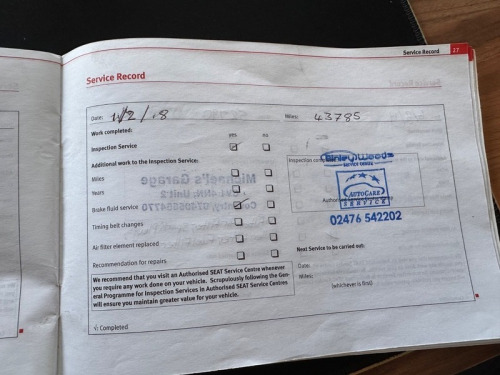 Service Record 27
Service Record
Date: 1/2/18 Miles: 43785
Work completed: yes no
Inspection Service
Additional work to the Inspection Service: Inspection
Miles
Years
Brake fluid service
Timing belt changes
Air filter element replaced
Recommendation for repairs
Binley Woods
SERVICE CENTRE
AUTOCARE
SERVICE
02476 542202
Next Service to be carried out:
Date:
Miles:
(whichever is first)
We recommend that you visit an Authorised SEAT Service Centre whenever
you require any work done on your vehicle. Scrupulously following the Gen-
eral Programme for Inspection Services in Authorised SEAT Service Centres
will ensure you maintain greater value for your vehicle.
√: Completed